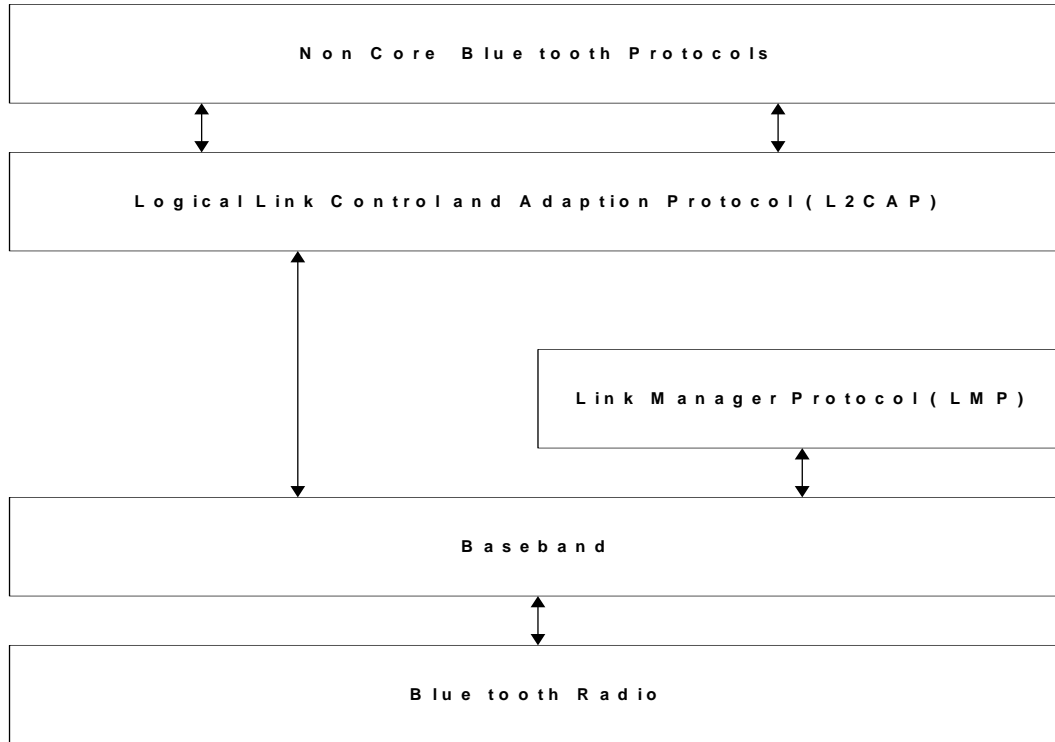 Non Core Bluetooth Protocols
Logical Link Control and Adaption Protocol ( L2CAP )
Link Manager Protocol ( LMP )
Baseband
Bluetooth Radio